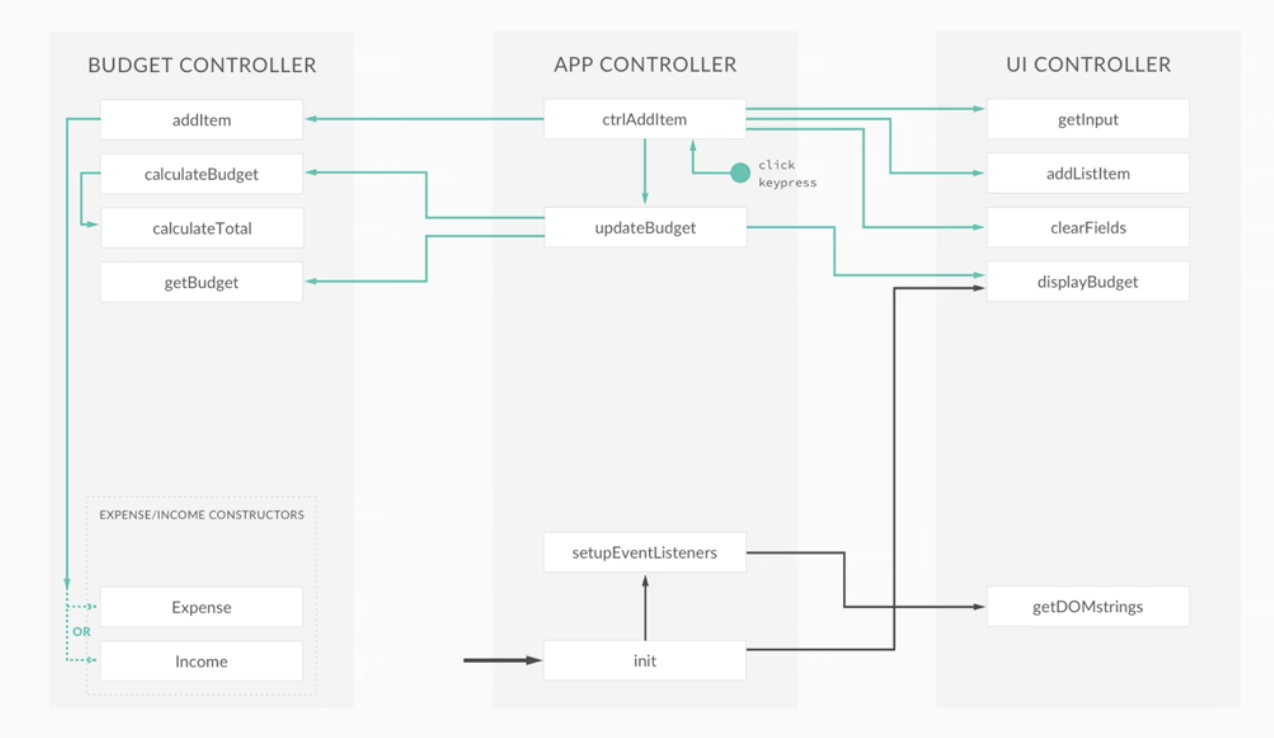 BUDGET CONTROLLER
addItem
calculateBudget
calculateTotal
getBudget
EXPENSE/INCOME CONSTRUCTORS
Expense
OR
Income
APP CONTROLLER
ctrlAddItem
click
keypress
updateBudget
setupEventListeners
init
UI CONTROLLER
getInput
addListItem
clearFields
displayBudget
getDOMstrings